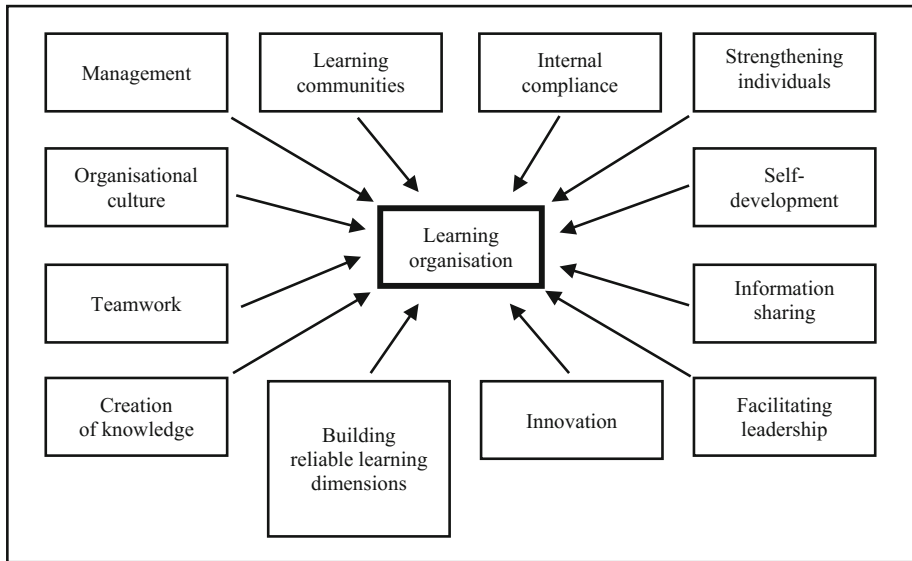 Management
Learning
communities
Internal
compliance
Strengthening
individuals
Organisational
culture
Self-
development
Learning
organisation
Teamwork
Information
sharing
Creation
of knowledge
Building
reliable learning
dimensions
Innovation
Facilitating
leadership